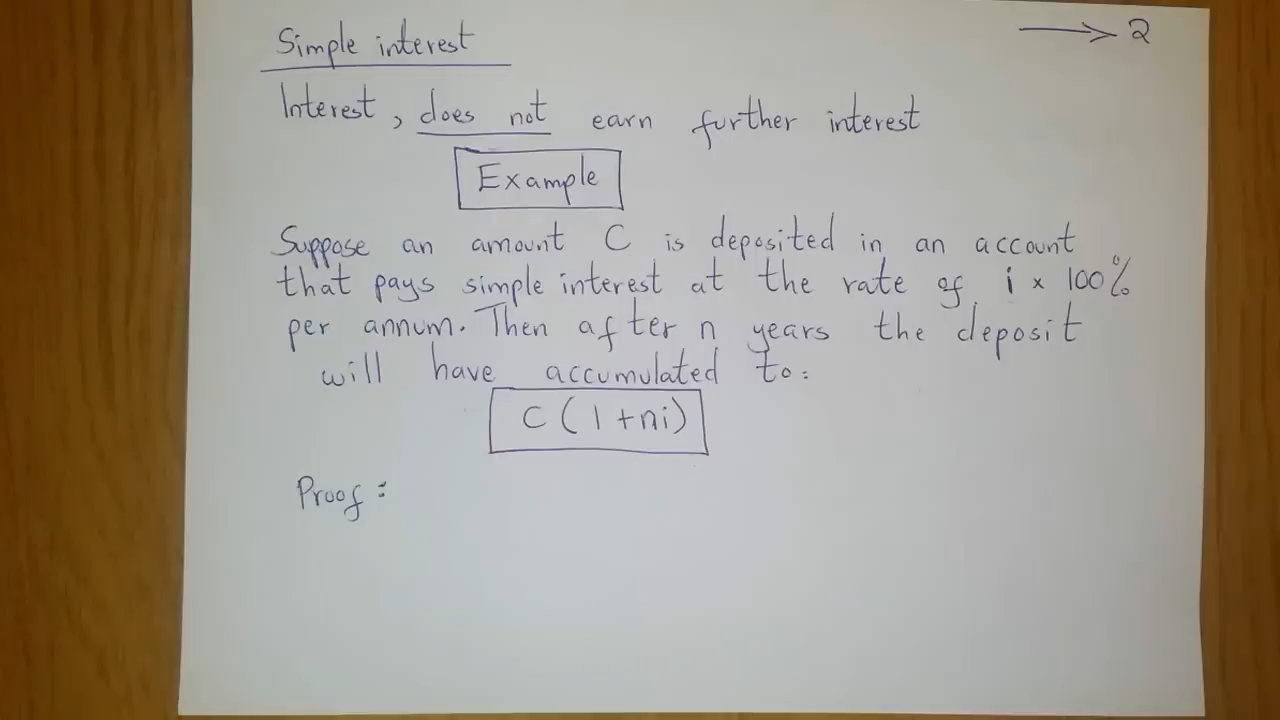 Simple interest
→ 2
Interest, does not earn further interest
Example
Suppose an amount C is deposited in an account
that pays simple interest at the rate of i × 100%
per annum. Then after n years the deposit
will have accumulated to:
C (1+ni)
Proof: